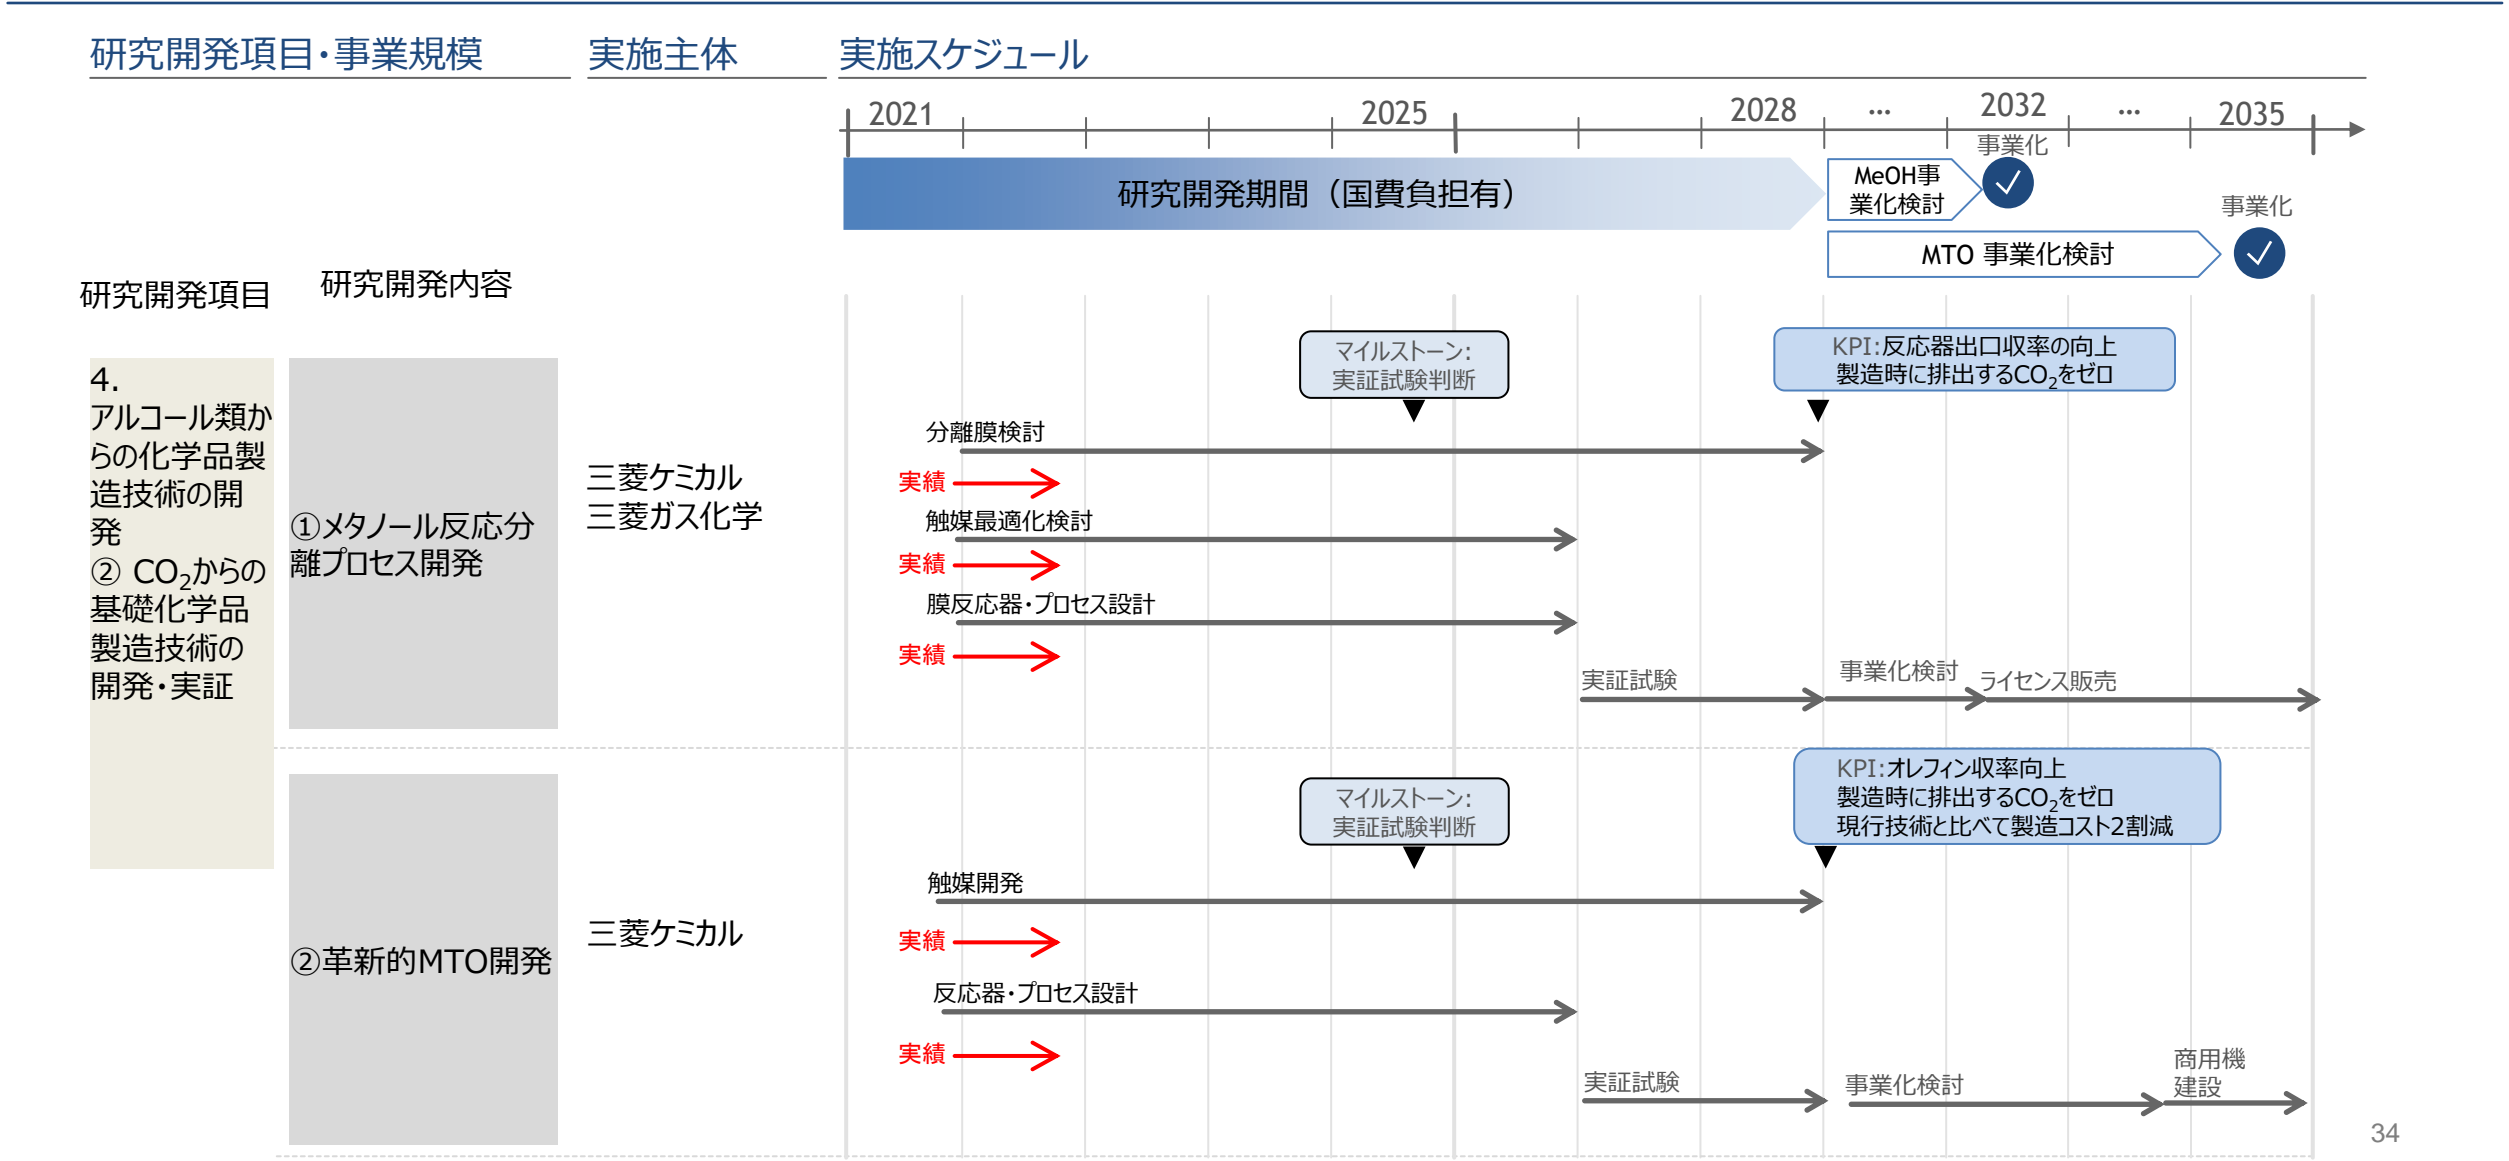 研究開発項目・事業規模
実施主体
実施スケジュール
2021
2025
2028
…
2032
…
2035
事業化
研究開発期間（国費負担有）
MeOH事
業化検討
事業化
MTO 事業化検討
研究開発項目
研究開発内容
4.
アルコール類か
らの化学品製
造技術の開
発
② CO₂からの
基礎化学品
製造技術の
開発・実証
①メタノール反応分
離プロセス開発
三菱ケミカル
三菱ガス化学
マイルストーン:
実証試験判断
KPI:反応器出口収率の向上
製造時に排出するCO₂をゼロ
分離膜検討
実績
触媒最適化検討
実績
膜反応器・プロセス設計
実績
実証試験
事業化検討
ライセンス販売
②革新的MTO開発
三菱ケミカル
マイルストーン:
実証試験判断
KPI:オレフィン収率向上
製造時に排出するCO₂をゼロ
現行技術と比べて製造コスト2割減
触媒開発
実績
反応器・プロセス設計
実績
実証試験
事業化検討
商用機
建設
34